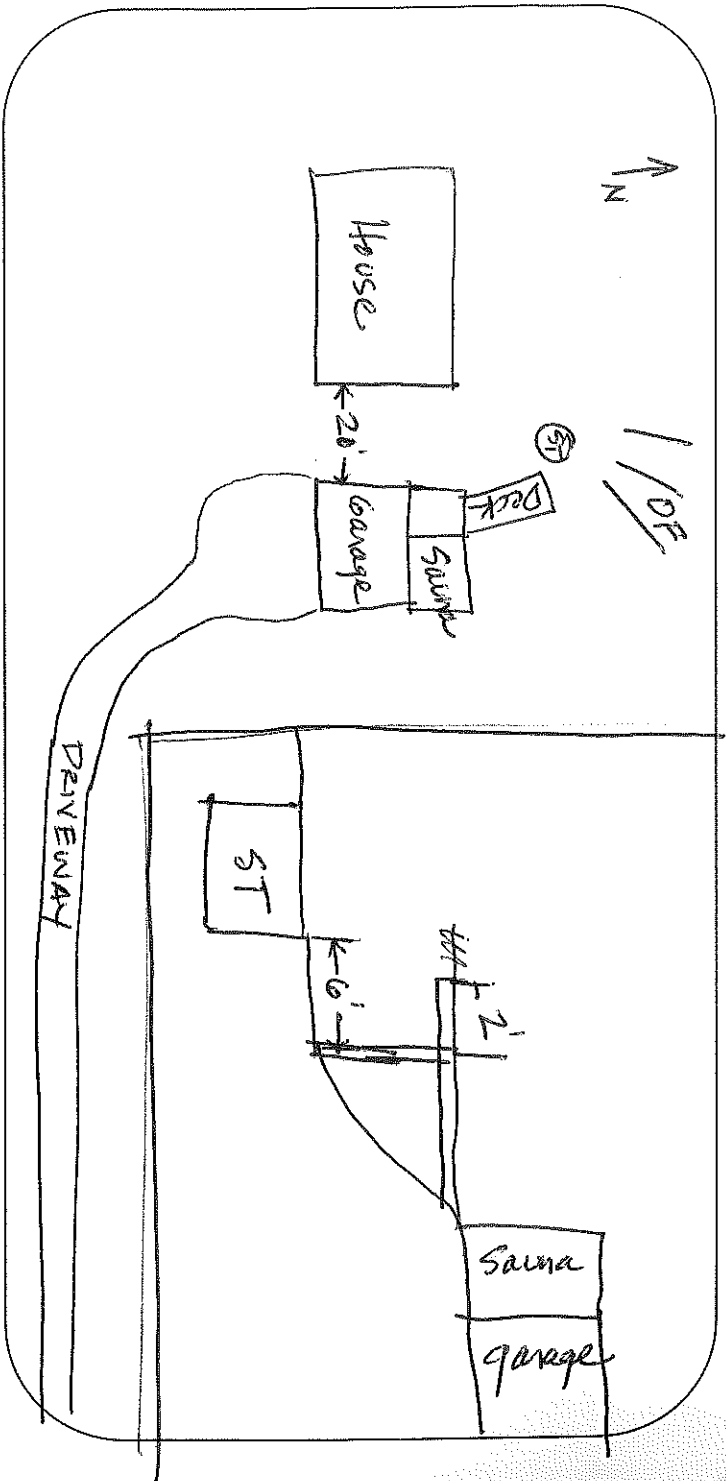 N
House
20'
Garage
Sauna
Deck
ST
DF
DRIVEWAY
ST
6'
2'
Sauna
garage